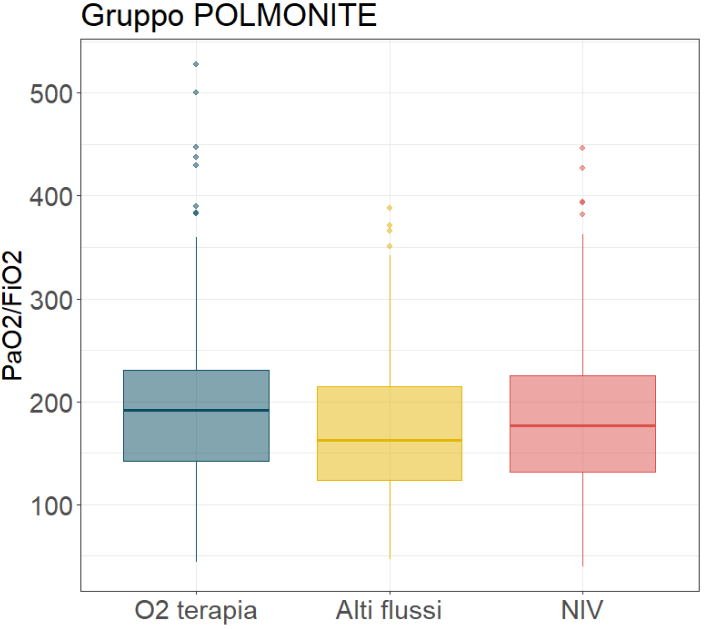 Gruppo POLMONITE
PaO2/FiO2
500
400
300
200
100
O2 terapia Alti flussi NIV